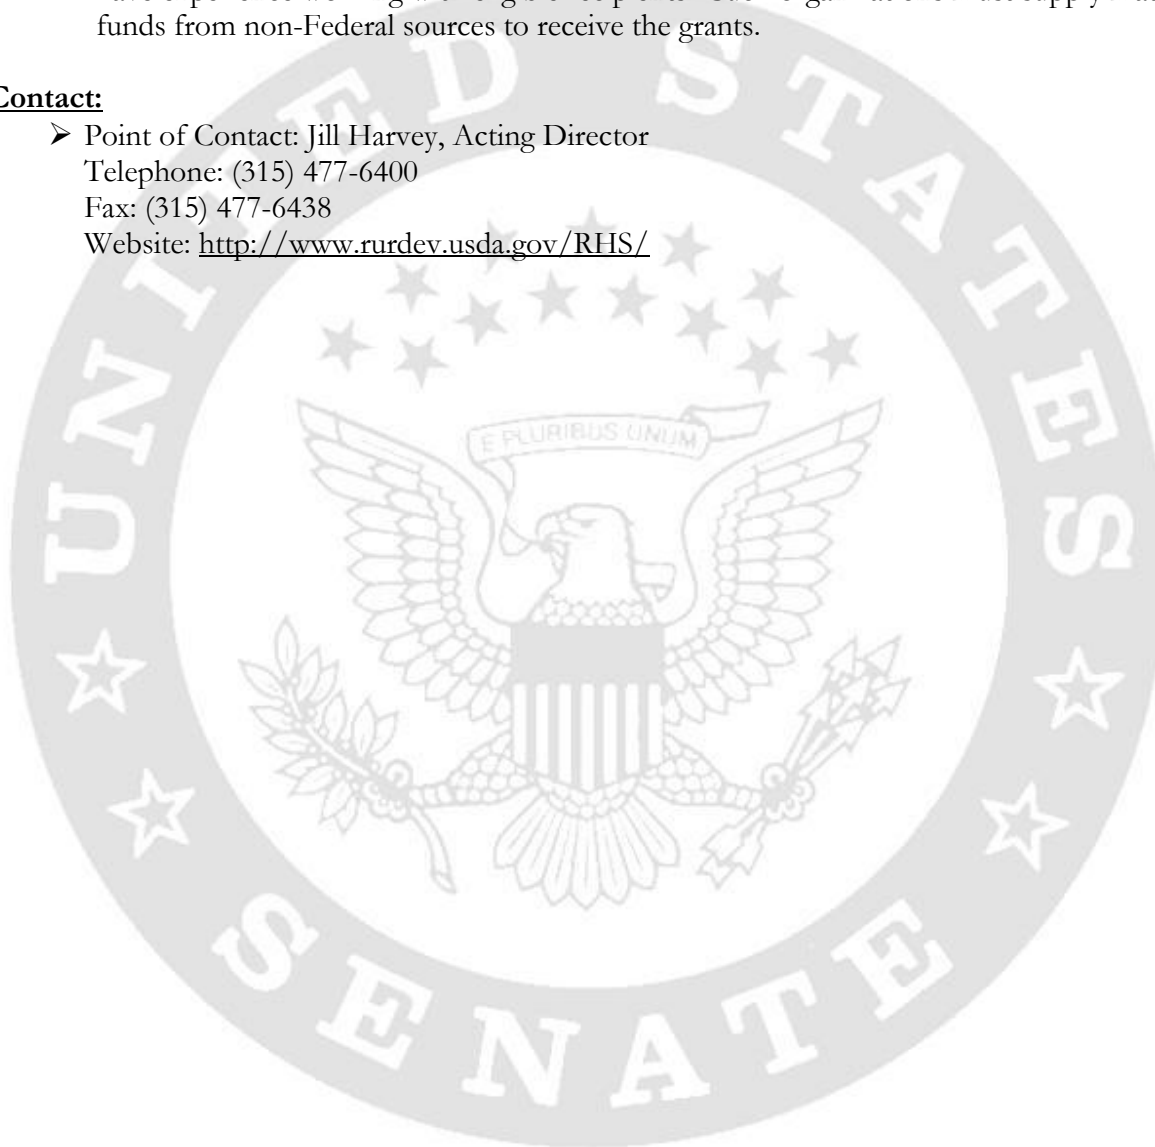 funds from non-Federal sources to receive the grants.
Contact:
➢ Point of Contact: Jill Harvey, Acting Director
Telephone: (315) 477-6400
Fax: (315) 477-6438
Website: http://www.rurdev.usda.gov/RHS/
E PLURIBUS UNUM
UNITED STATES
SENATE